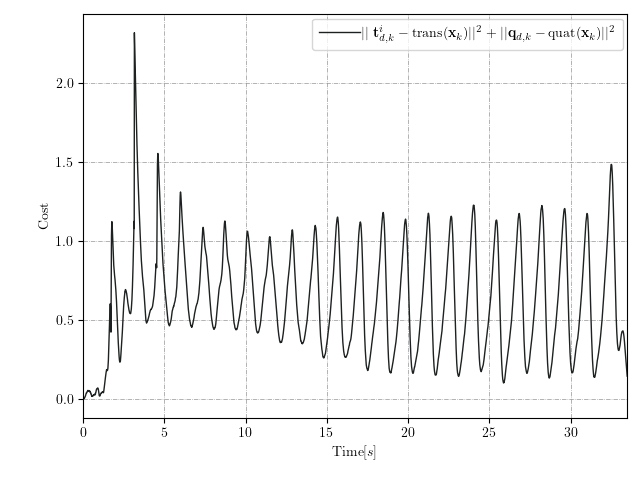 || t^i_{d,k} − trans(x_k)||^2 + ||q_{d,k} − quat(x_k)||^2
2.0
1.5
1.0
0.5
0.0
Cost
0 5 10 15 20 25 30
Time[s]